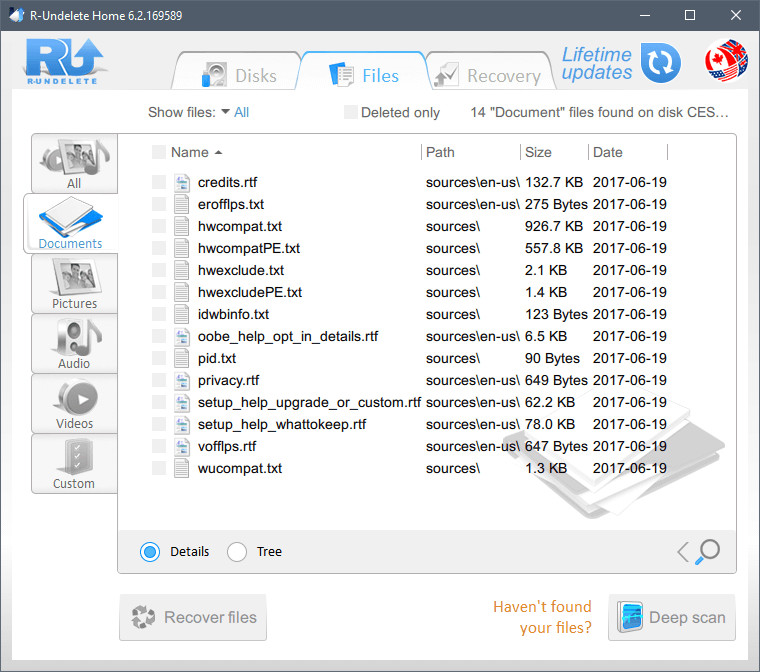 R-Undelete Home 6.2.169589
RU
R-UNDELETE
Disks
Files
Recovery
Lifetime
updates
Show files: All
Deleted only
14 "Document" files found on disk CES...
All
Documents
Pictures
Audio
Videos
Custom
Name Path Size Date
credits.rtf sources\en-us\ 132.7 KB 2017-06-19
erofflps.txt sources\en-us\ 275 Bytes 2017-06-19
hwcompat.txt sources\ 926.7 KB 2017-06-19
hwcompatPE.txt sources\ 557.8 KB 2017-06-19
hwexclude.txt sources\ 2.1 KB 2017-06-19
hwexcludePE.txt sources\ 1.4 KB 2017-06-19
idwbinfo.txt sources\ 123 Bytes 2017-06-19
oobe_help_opt_in_details.rtf sources\en-us\ 6.5 KB 2017-06-19
pid.txt sources\ 90 Bytes 2017-06-19
privacy.rtf sources\en-us\ 649 Bytes 2017-06-19
setup_help_upgrade_or_custom.rtf sources\en-us\ 62.2 KB 2017-06-19
setup_help_whattokeep.rtf sources\en-us\ 78.0 KB 2017-06-19
vofflps.rtf sources\en-us\ 647 Bytes 2017-06-19
wucompat.txt sources\ 1.3 KB 2017-06-19
Details
Tree
Recover files
Haven't found
your files?
Deep scan